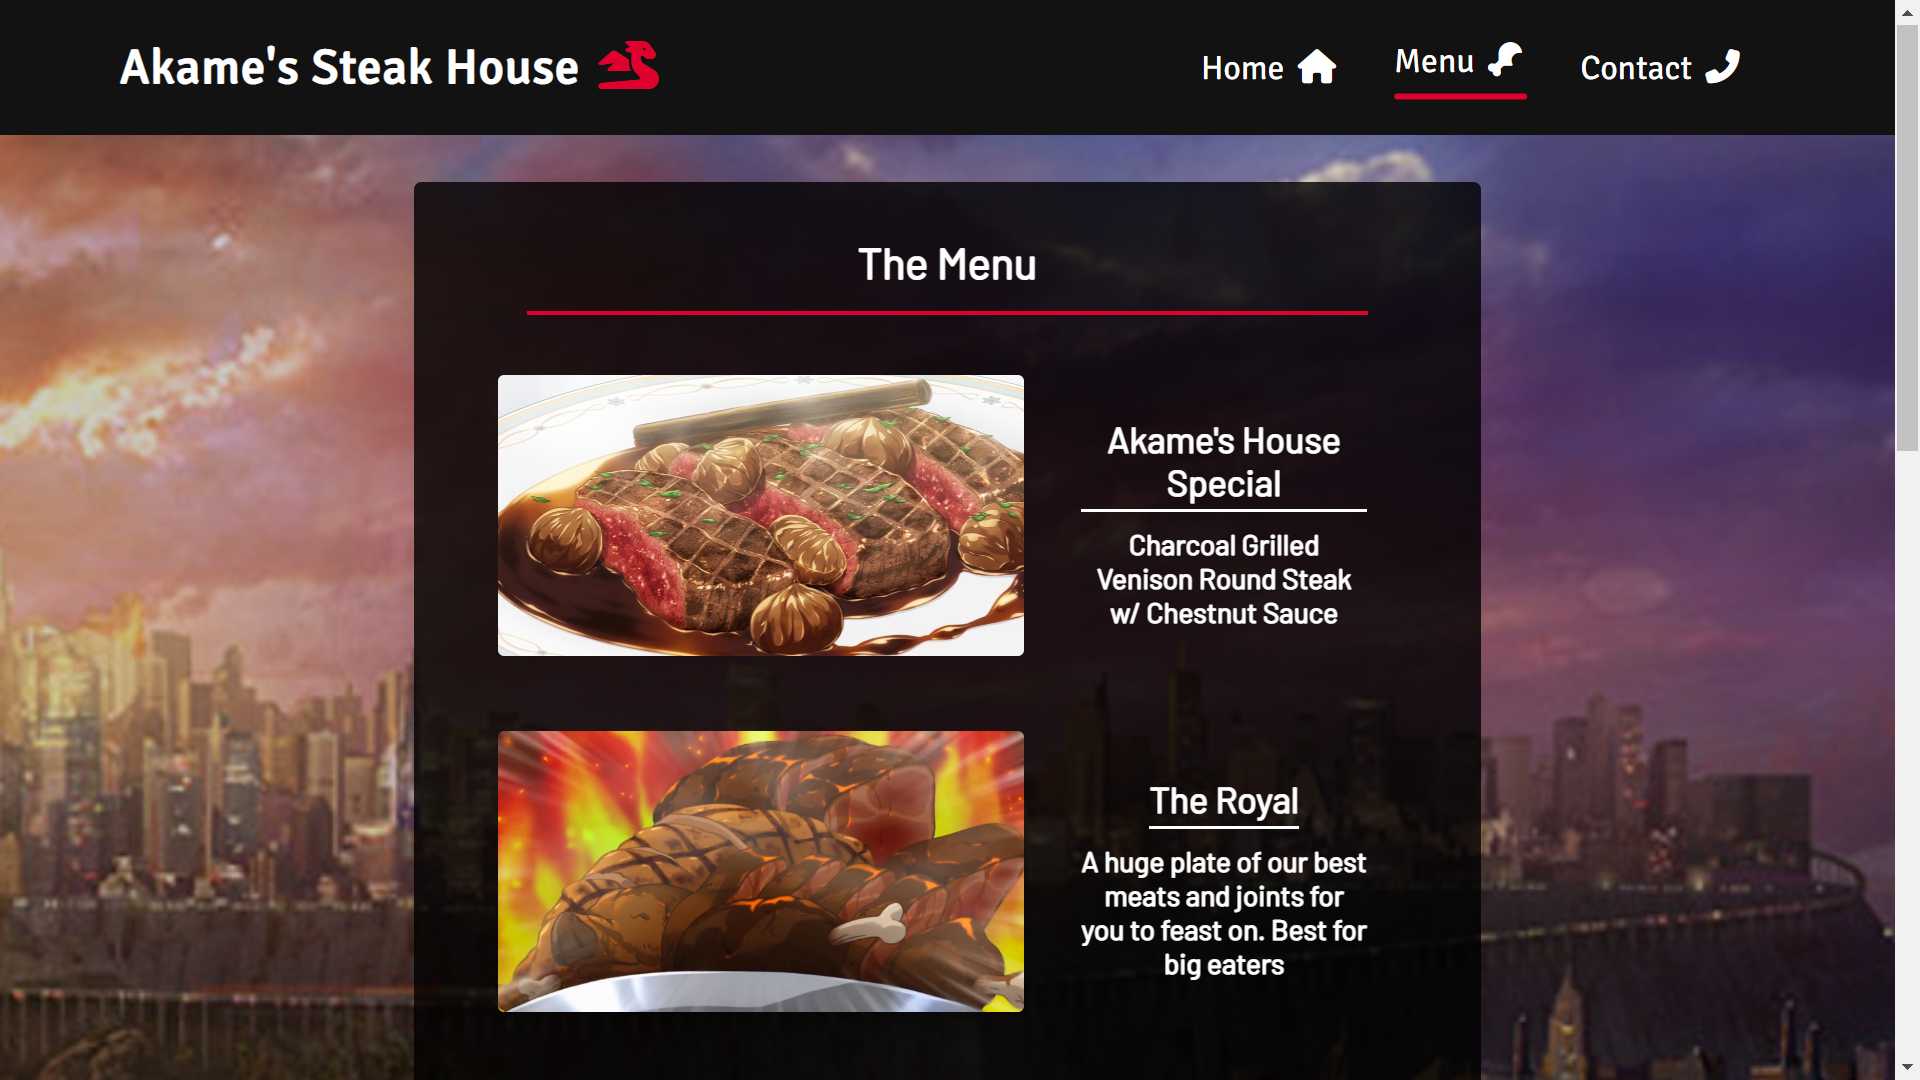 Akame's Steak House
Home
Menu
Contact
The Menu
Akame's House
Special
Charcoal Grilled
Venison Round Steak
w/ Chestnut Sauce
The Royal
A huge plate of our best
meats and joints for
you to feast on. Best for
big eaters